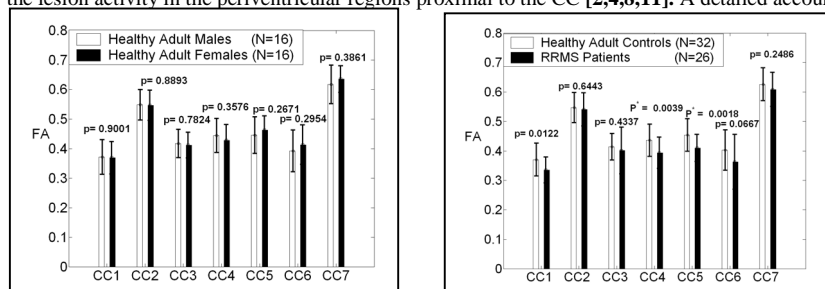 the lesion activity in the periventricular regions proximal to the CC [2,4,8,11]. A detailed accoun
0.8
Healthy Adult Males (N=16)
Healthy Adult Females (N=16)
p= 0.3861
0.7
p= 0.8893
0.6
p= 0.7824
p= 0.3576
p= 0.2671
p= 0.2954
0.5
p= 0.9001
FA
0.4
0.3
0.2
0.1
0
CC1 CC2 CC3 CC4 CC5 CC6 CC7
0.8
Healthy Adult Controls (N=32)
RRMS Patients (N=26)
p= 0.2486
0.7
p= 0.6443
0.6
P* = 0.0039
P* = 0.0018
p= 0.4337
p= 0.0667
0.5
p= 0.0122
FA
0.4
0.3
0.2
0.1
0
CC1 CC2 CC3 CC4 CC5 CC6 CC7